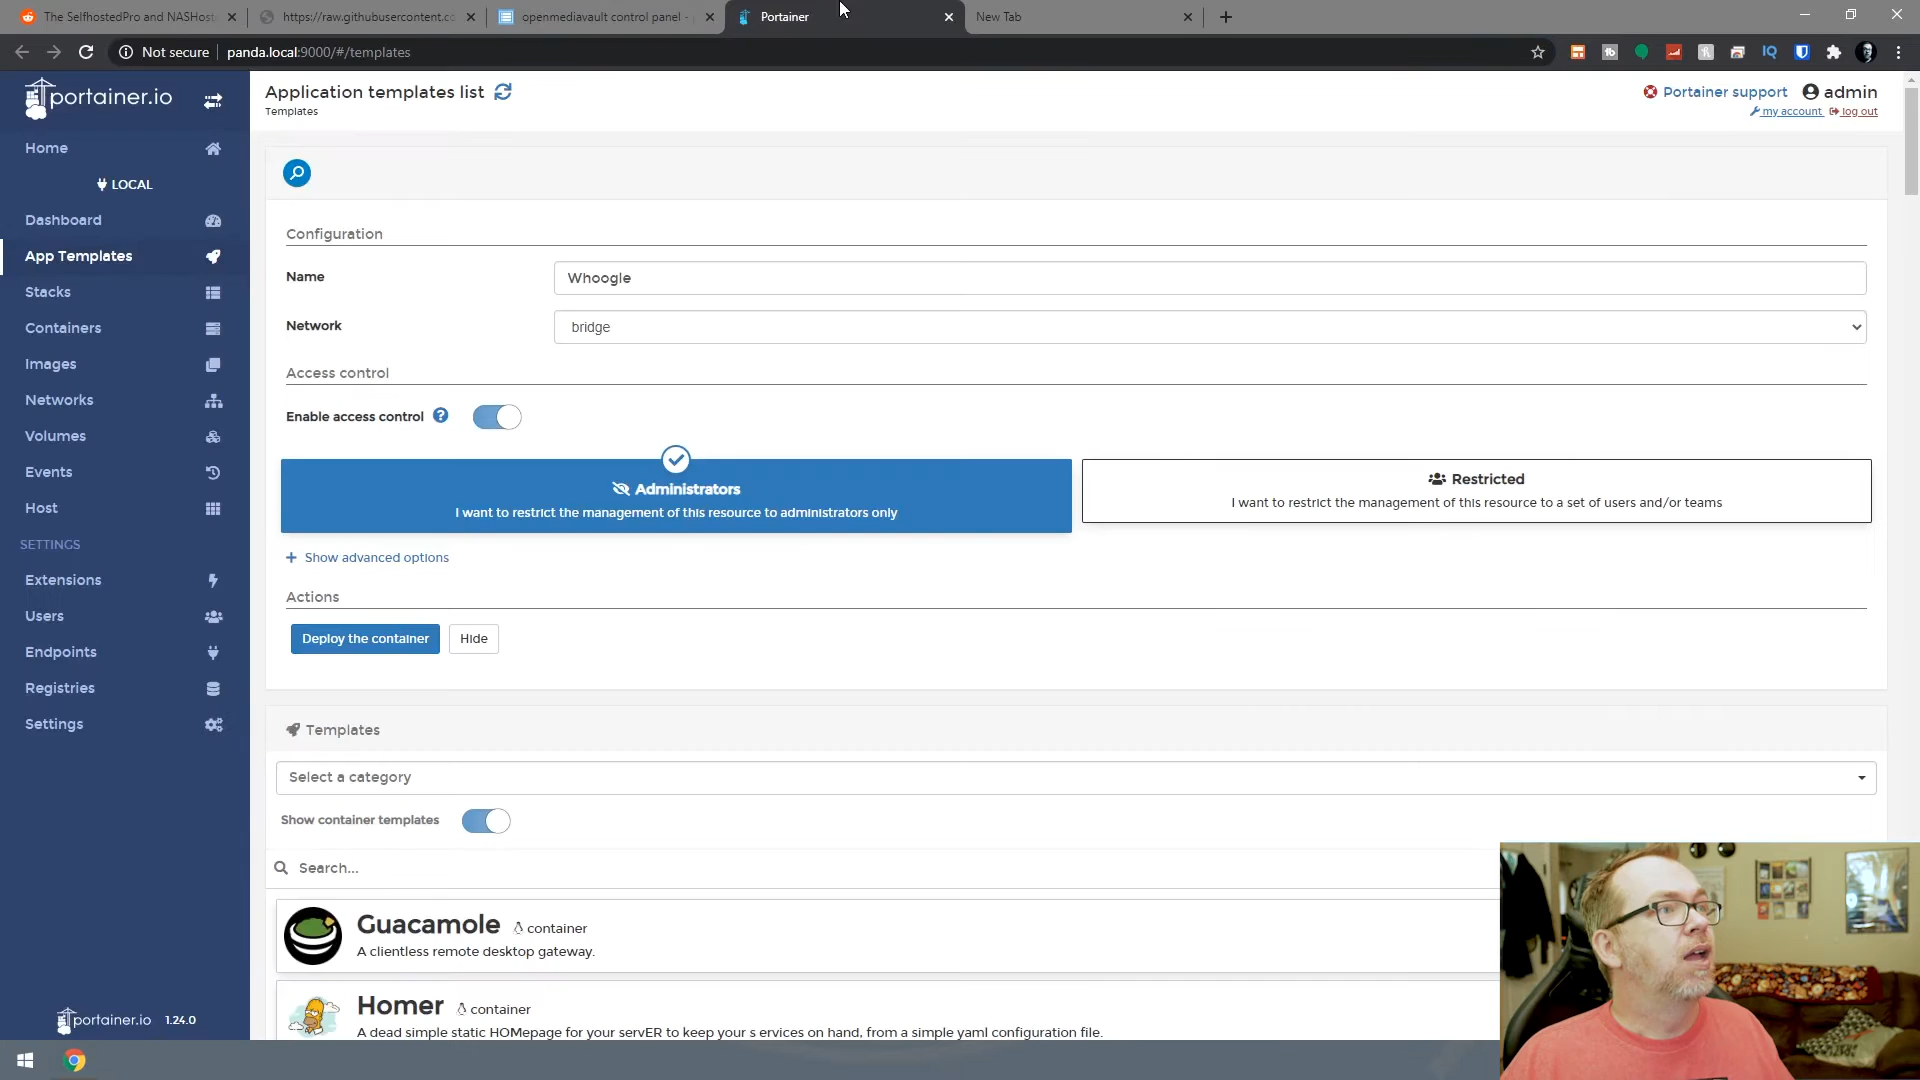 The SelfhostedPro and NASHost
https://raw.githubusercontent.co
openmediavault control panel -
Portainer
New Tab
Not secure
panda.local:9000/#/templates
portainer.io
Home
LOCAL
Dashboard
App Templates
Stacks
Containers
Images
Networks
Volumes
Events
Host
SETTINGS
Extensions
Users
Endpoints
Registries
Settings
portainer.io 1.24.0
Application templates list
Templates
Portainer support
admin
my account
log out
Configuration
Name
Whoogle
Network
bridge
Access control
Enable access control
Administrators
I want to restrict the management of this resource to administrators only
Restricted
I want to restrict the management of this resource to a set of users and/or teams
Show advanced options
Actions
Deploy the container
Hide
Templates
Select a category
Show container templates
Search...
Guacamole container
A clientless remote desktop gateway.
Homer container
A dead simple static HOMepage for your servER to keep your s ervices on hand, from a simple yaml configuration file.